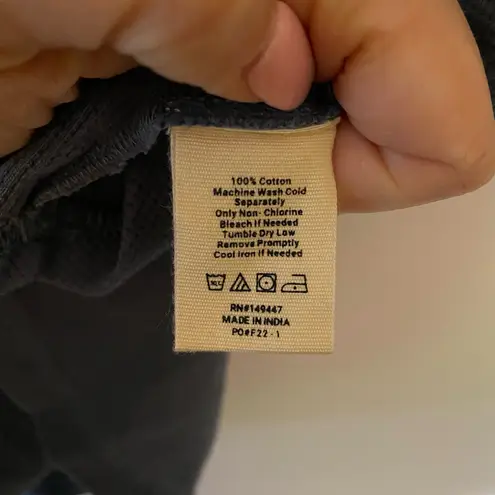 100% Cotton
Machine Wash Cold
Separately
Only Non- Chlorine
Bleach If Needed
Tumble Dry Low
Remove Promptly
Cool Iron If Needed
RN#149447
MADE IN INDIA
PO#F22-1